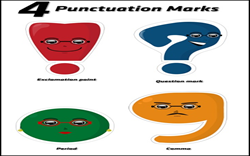 4 Punctuation Marks
Exclamation point
Question mark
Period
Comma